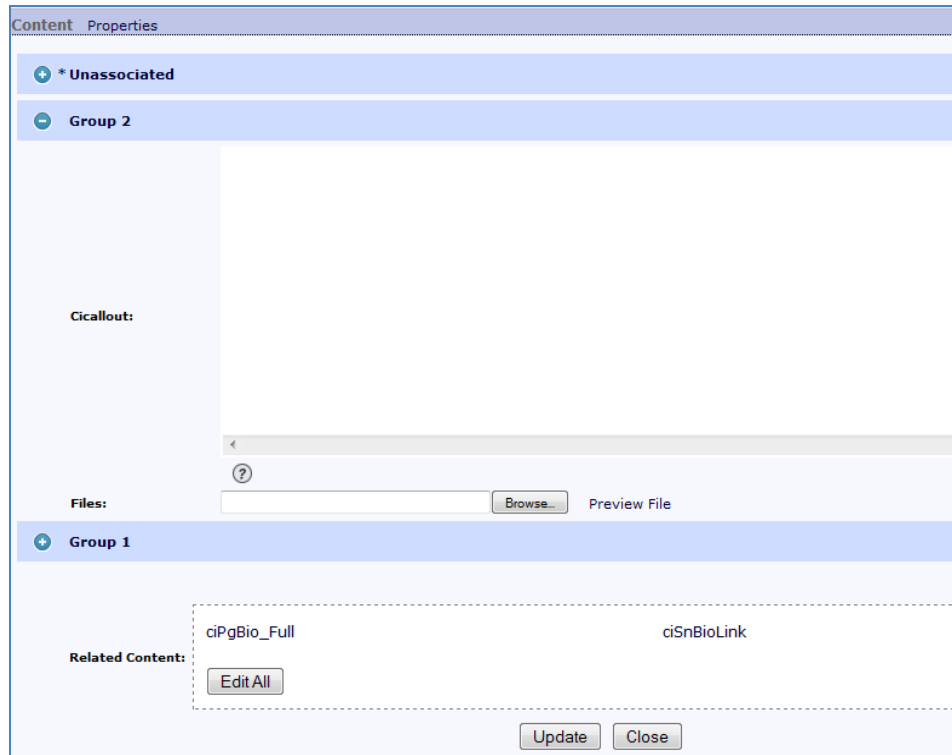 Content Properties
* Unassociated
Group 2
Cicallout:
?
Files: Browse... Preview File
Group 1
ciPgBio_Full ciSnBioLink
Related Content:
Edit All
Update Close